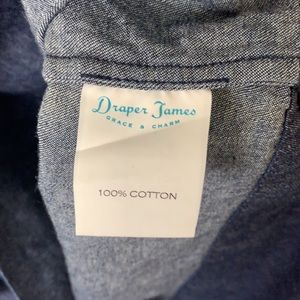 Draper James
GRACE & CHARM
100% COTTON